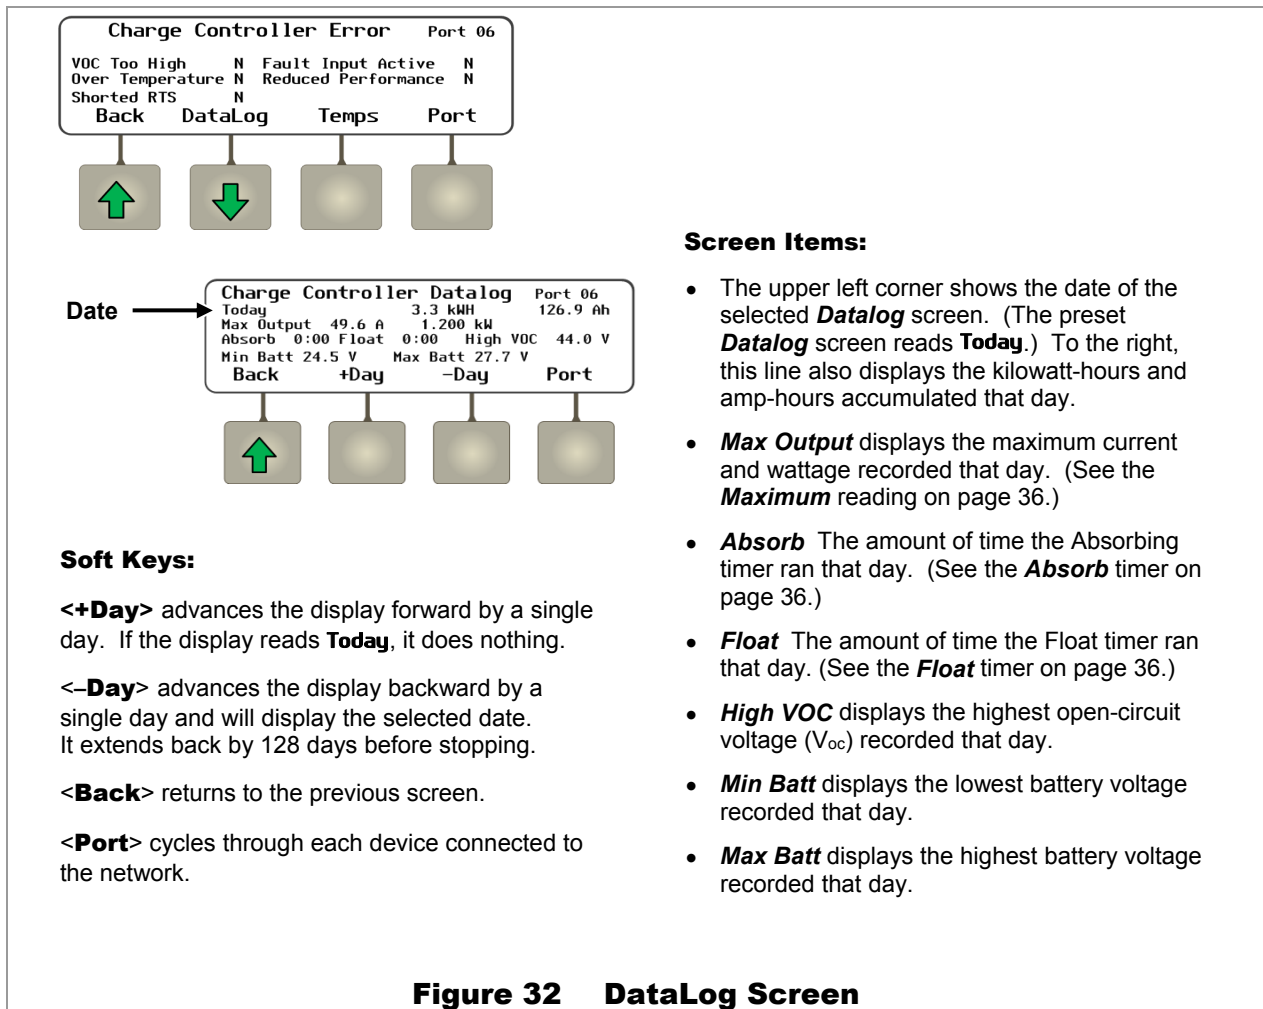 Charge Controller Error Port 06
VOC Too High N Fault Input Active N
Over Temperature N Reduced Performance N
Shorted RTS N
Back DataLog Temps Port
Date
Charge Controller Datalog Port 06
Today 3.3 kWH 126.9 Ah
Max Output 49.6 A 1.200 kW
Absorb 0:00 Float 0:00 High VOC 44.0 V
Min Batt 24.5 V Max Batt 27.7 V
Back +Day -Day Port
Soft Keys:
<+Day> advances the display forward by a single
day. If the display reads Today, it does nothing.
<–Day> advances the display backward by a
single day and will display the selected date.
It extends back by 128 days before stopping.
<Back> returns to the previous screen.
<Port> cycles through each device connected to
the network.
Screen Items:
• The upper left corner shows the date of the
selected Datalog screen. (The preset
Datalog screen reads Today.) To the right,
this line also displays the kilowatt-hours and
amp-hours accumulated that day.
• Max Output displays the maximum current
and wattage recorded that day. (See the
Maximum reading on page 36.)
• Absorb The amount of time the Absorbing
timer ran that day. (See the Absorb timer on
page 36.)
• Float The amount of time the Float timer ran
that day. (See the Float timer on page 36.)
• High VOC displays the highest open-circuit
voltage (Voc) recorded that day.
• Min Batt displays the lowest battery voltage
recorded that day.
• Max Batt displays the highest battery voltage
recorded that day.
Figure 32 DataLog Screen